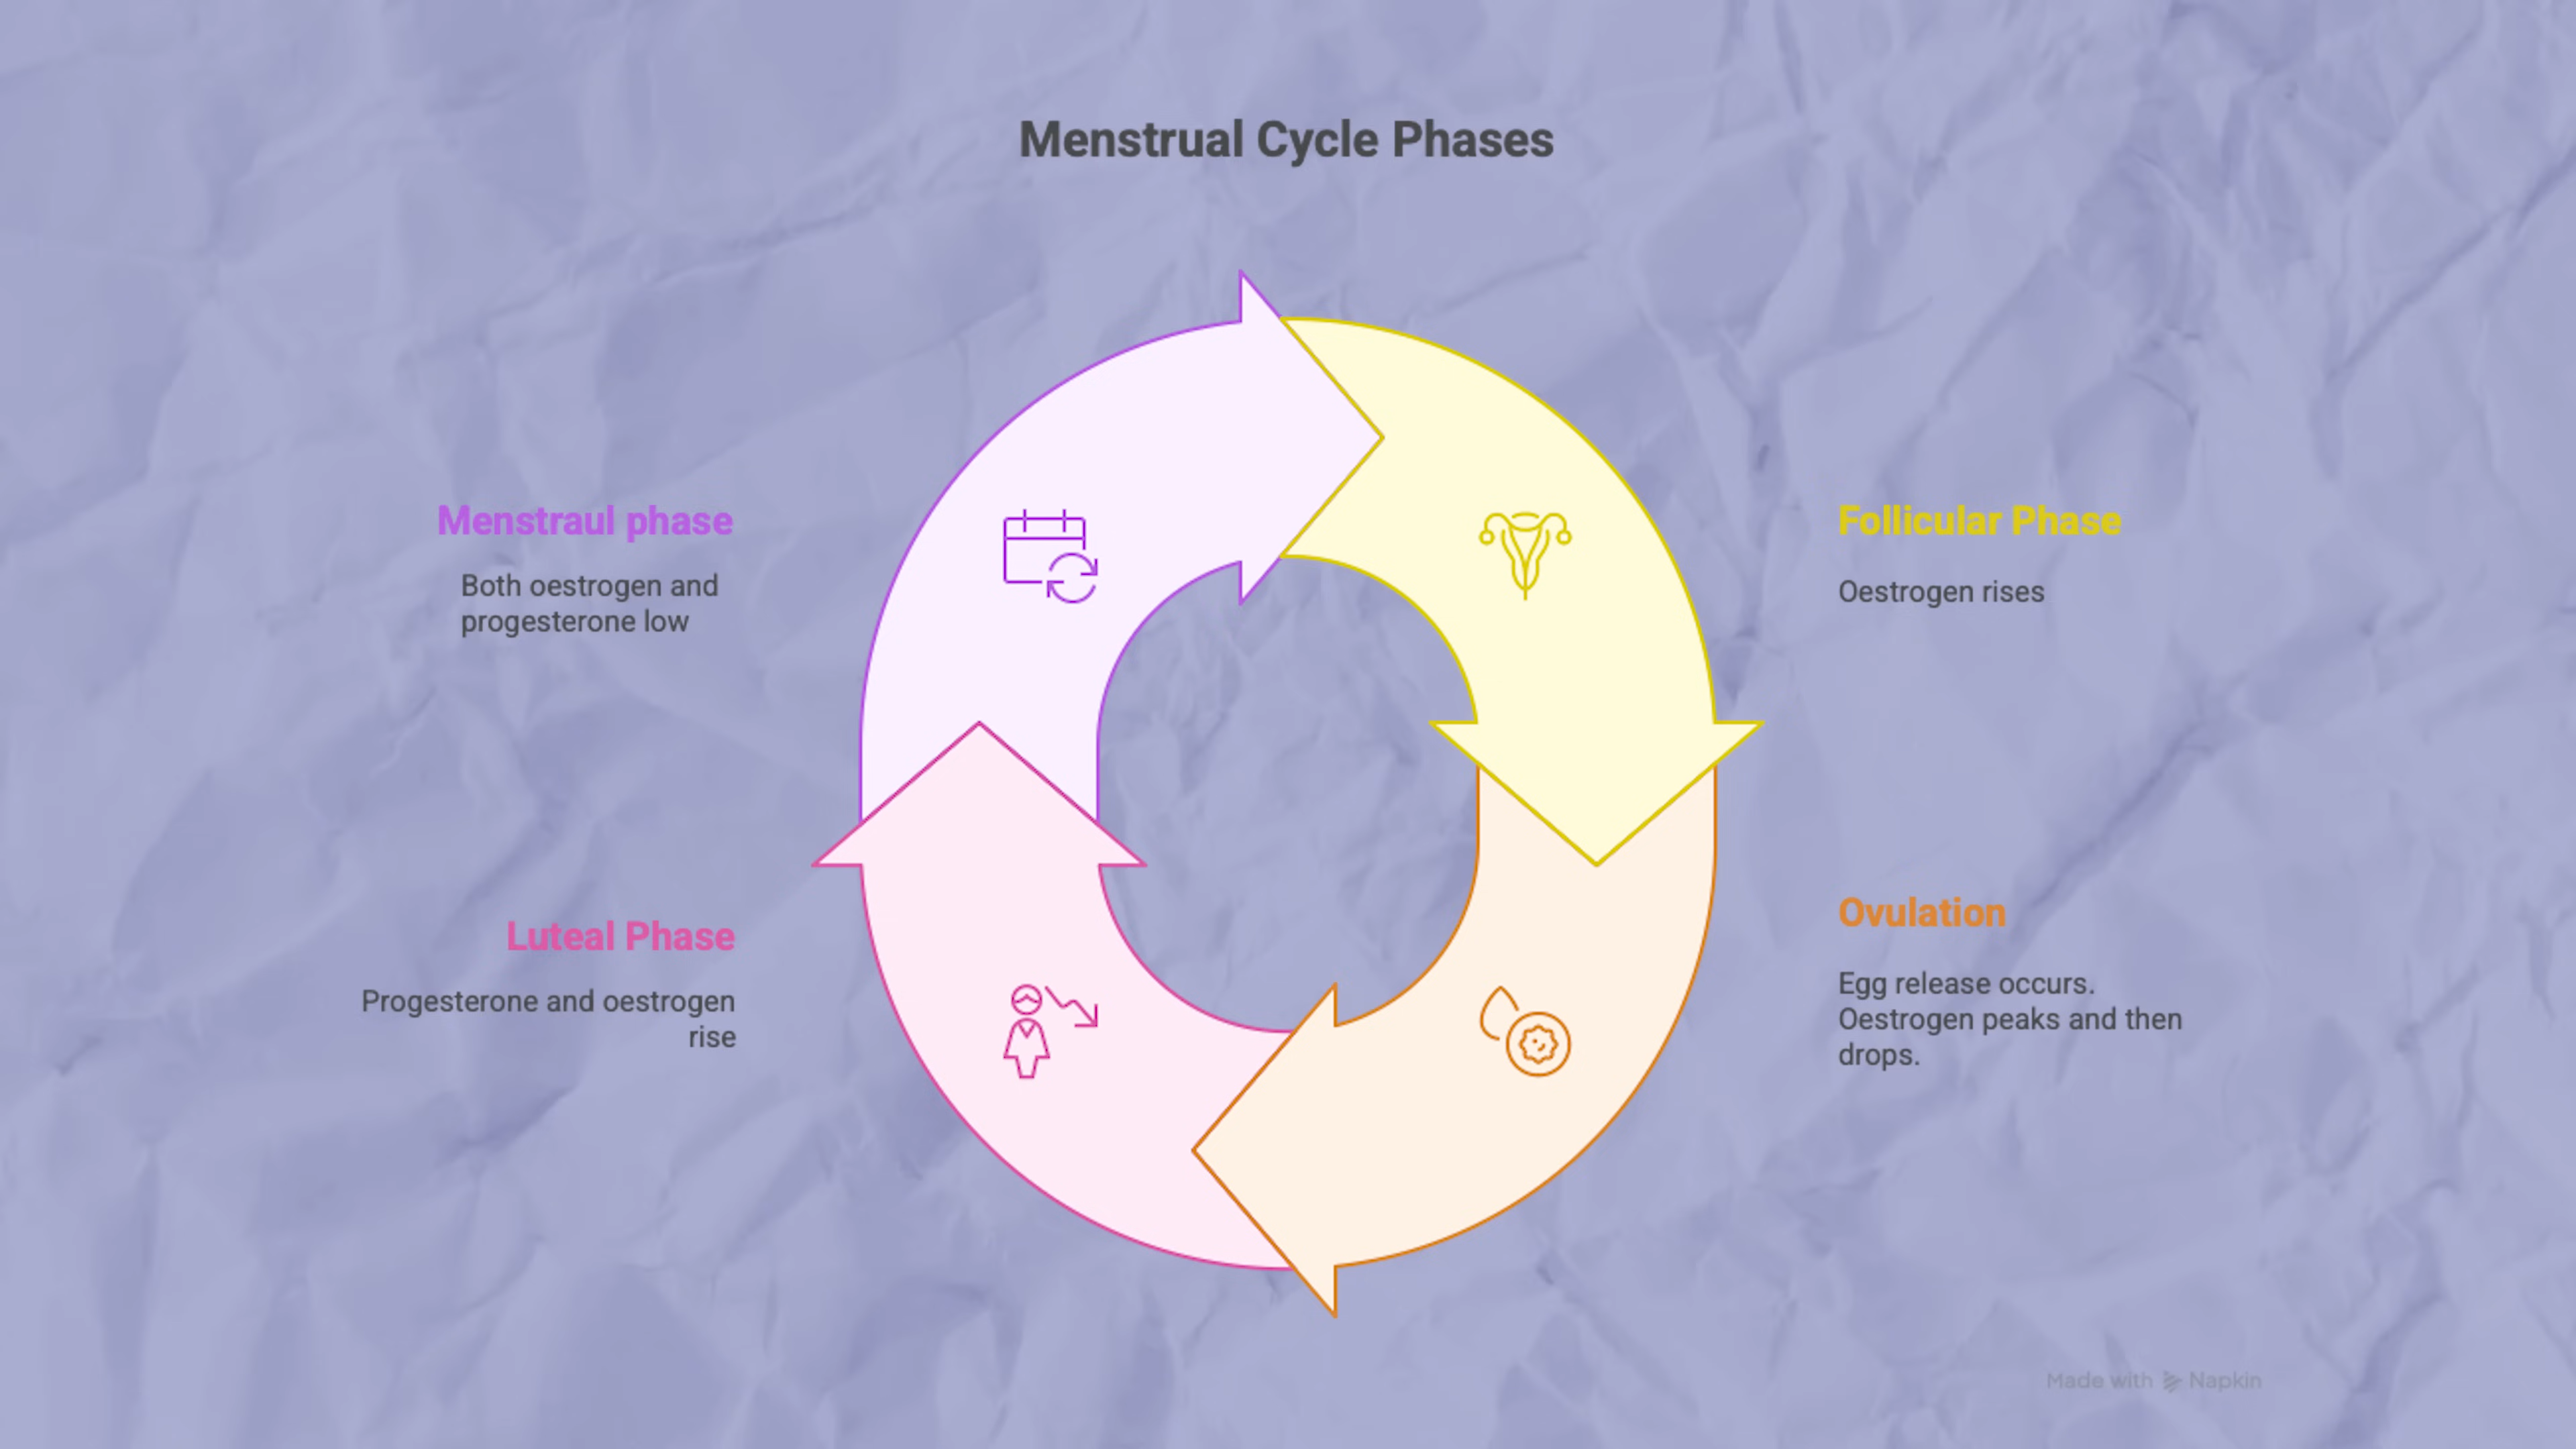 Menstrual Cycle Phases
Menstraul phase
Both oestrogen and
progesterone low
Follicular Phase
Oestrogen rises
Luteal Phase
Progesterone and oestrogen
rise
Ovulation
Egg release occurs.
Oestrogen peaks and then
drops.
Made with Napkin